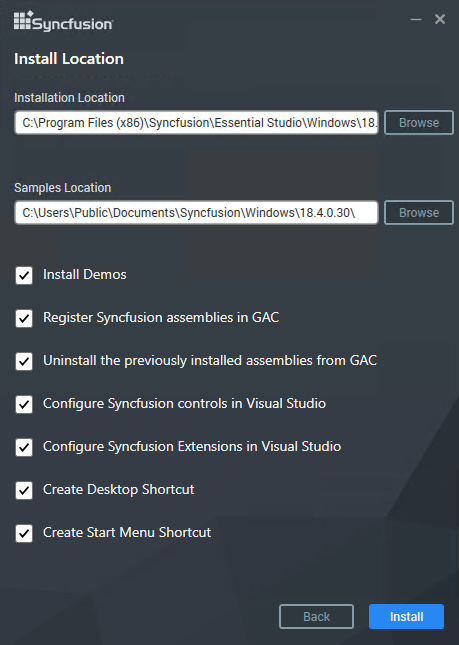 Syncfusion
Install Location
Installation Location
C:\Program Files (x86)\Syncfusion\Essential Studio\Windows\18.
Browse
Samples Location
C:\Users\Public\Documents\Syncfusion\Windows\18.4.0.30\
Browse
Install Demos
Register Syncfusion assemblies in GAC
Uninstall the previously installed assemblies from GAC
Configure Syncfusion controls in Visual Studio
Configure Syncfusion Extensions in Visual Studio
Create Desktop Shortcut
Create Start Menu Shortcut
Back
Install